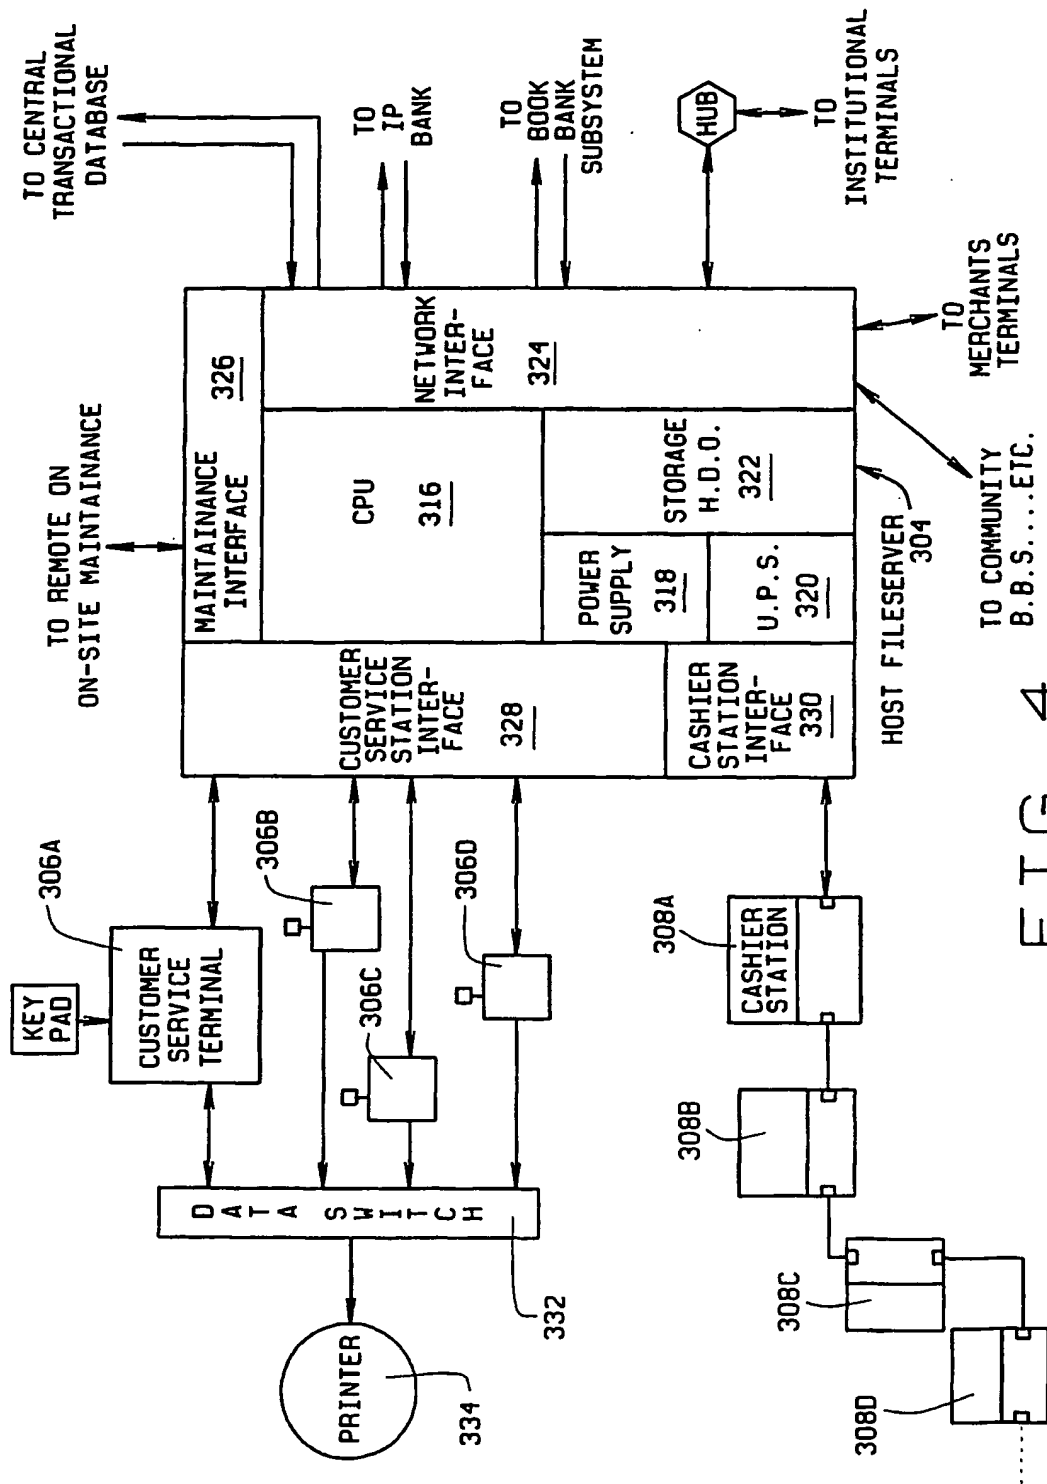 TO CENTRAL
TRANSACTIONAL
DATABASE
TO
IP
BANK
TO
BOOK
BANK
SUBSYSTEM
HUB
TO
INSTITUTIONAL
TERMINALS
TO REMOTE ON
ON-SITE MAINTAINANCE
MAINTAINANCE
INTERFACE
326
NETWORK
INTER-
FACE
324
TO
MERCHANTS
TERMINALS
CPU
316
STORAGE
H.D.O.
322
POWER
SUPPLY
318
U.P.S.
320
HOST FILESERVER
304
TO COMMUNITY
B.B.S.....ETC.
CUSTOMER
SERVICE
STATION
INTER-
FACE
328
CASHIER
STATION
INTER-
FACE
330
306A
306B
306C
306D
KEY
PAD
CUSTOMER
SERVICE
TERMINAL
308A
CASHIER
STATION
308B
308C
308D
DATA SWITCH
332
PRINTER
334
FIG 4